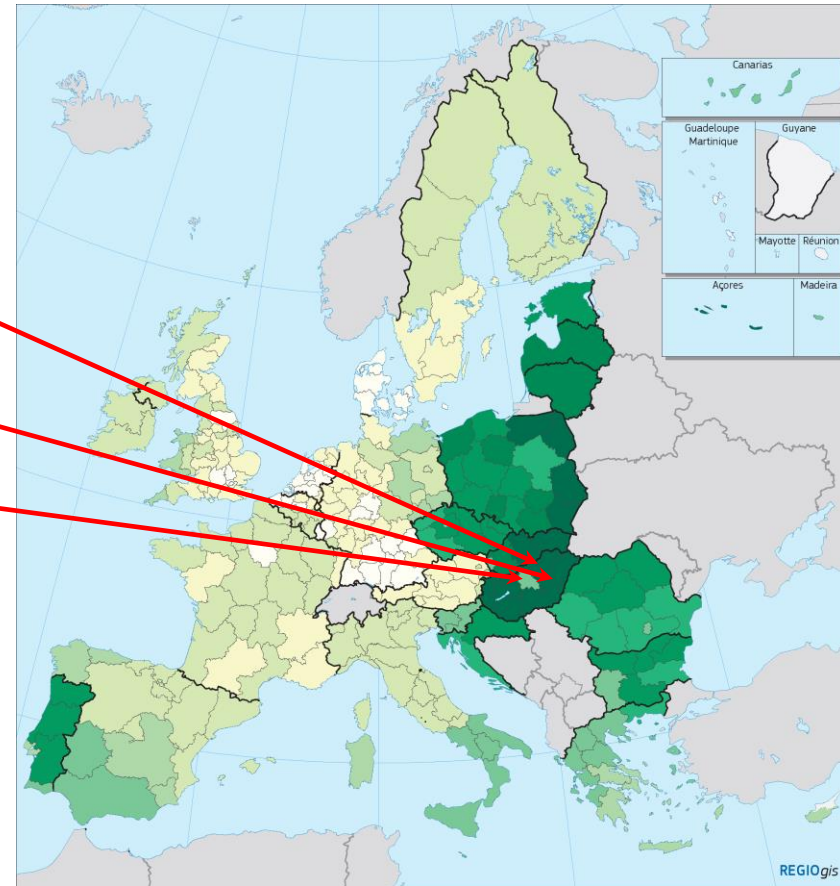 Canarias
Guadeloupe
Martinique
Guyane
Mayotte
Réunion
Açores
Madeira
REGIOgis